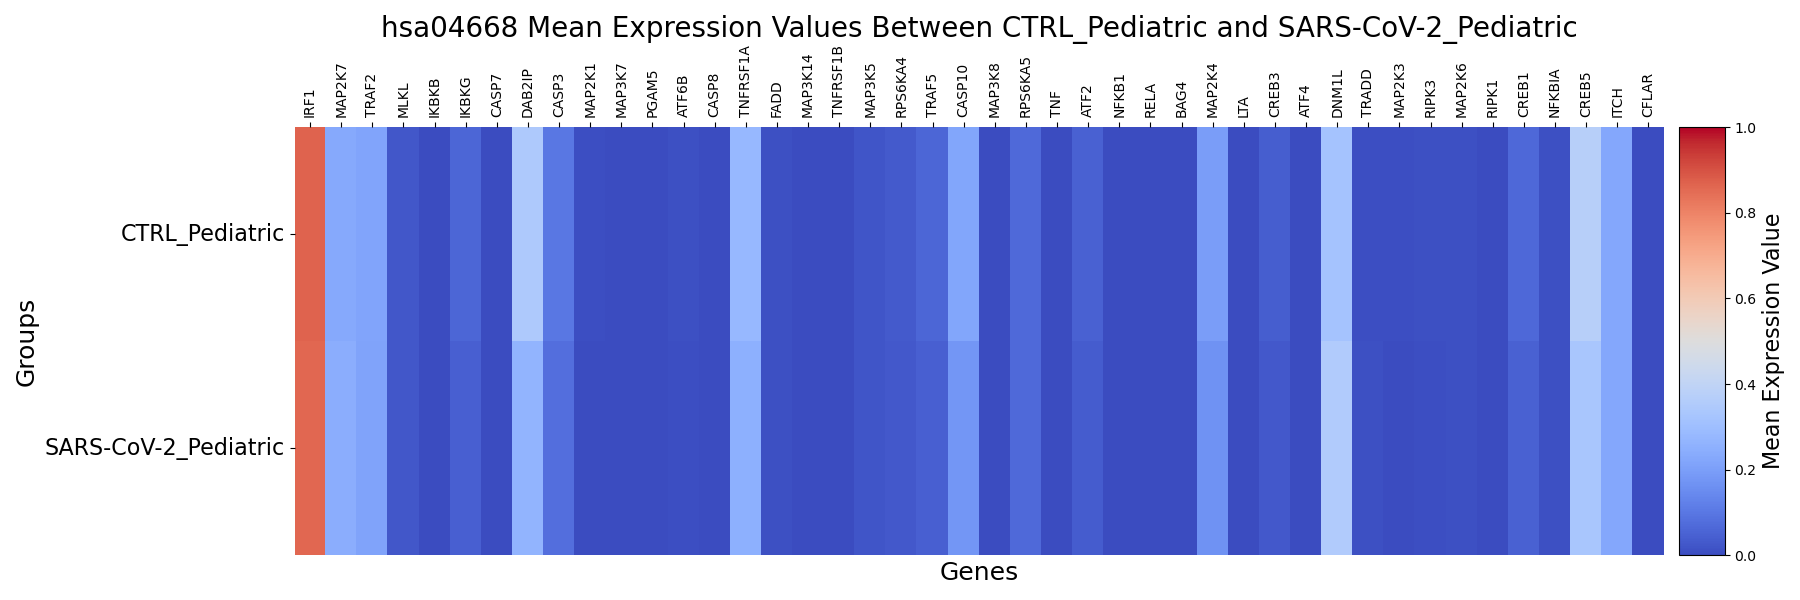 hsa04668 Mean Expression Values Between CTRL_Pediatric and SARS-CoV-2_Pediatric
IRF1 MAP2K7 TRAF2 MLKL IKBKB IKBKG CASP7 DAB2IP CASP3 MAP2K1 MAP3K7 PGAM5 ATF6B CASP8 TNFRSF1A FADD MAP3K14 TNFRSF1B MAP3K5 RPS6KA4 TRAF5 CASP10 MAP3K8 RPS6KA5 TNF ATF2 NFKB1 RELA BAG4 MAP2K4 LTA CREB3 ATF4 DNM1L TRADD MAP2K3 RIPK3 MAP2K6 RIPK1 CREB1 NFKBIA CREB5 ITCH CFLAR
CTRL_Pediatric
SARS-CoV-2_Pediatric
Groups
Genes
1.0
0.8
0.6
0.4
0.2
0.0
Mean Expression Value